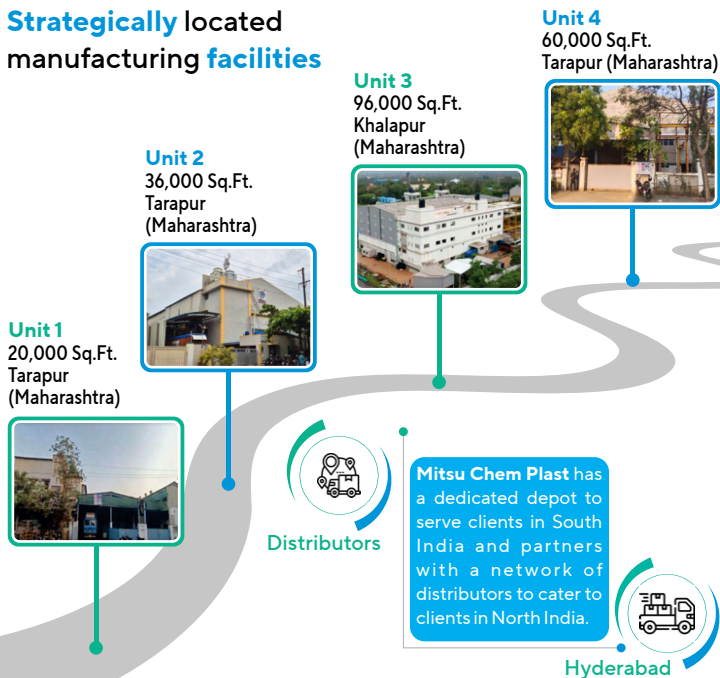 Strategically located
manufacturing facilities
Unit 4
60,000 Sq.Ft.
Tarapur (Maharashtra)
Unit 3
96,000 Sq.Ft.
Khalapur
(Maharashtra)
Unit 2
36,000 Sq.Ft.
Tarapur
(Maharashtra)
Unit 1
20,000 Sq.Ft.
Tarapur
(Maharashtra)
Distributors
Mitsu Chem Plast has
a dedicated depot to
serve clients in South
India and partners
with a network of
distributors to cater to
clients in North India.
Hyderabad